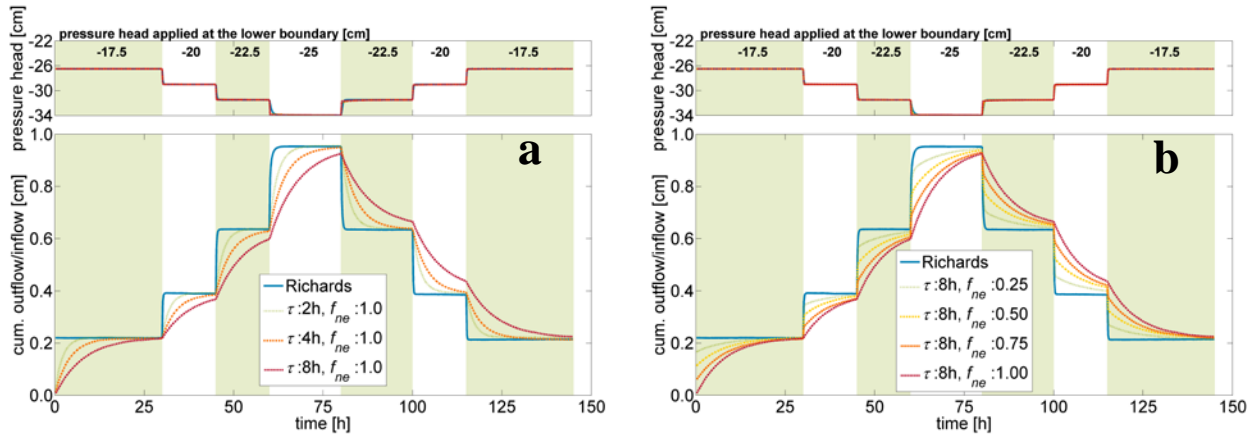 pressure head applied at the lower boundary [cm]
-17.5 -20 -22.5 -25 -22.5 -20 -17.5
pressure head [cm]
-22
-26
-30
-34
a
cum. outflow/inflow [cm]
1.0
0.8
0.6
0.4
0.2
0.0
Richards
τ:2h, fne:1.0
τ:4h, fne:1.0
τ:8h, fne:1.0
0 25 50 75 100 125 150
time [h]
pressure head applied at the lower boundary [cm]
-17.5 -20 -22.5 -25 -22.5 -20 -17.5
pressure head [cm]
-22
-26
-30
-34
b
cum. outflow/inflow [cm]
1.0
0.8
0.6
0.4
0.2
0.0
Richards
τ:8h, fne:0.25
τ:8h, fne:0.50
τ:8h, fne:0.75
τ:8h, fne:1.00
0 25 50 75 100 125 150
time [h]